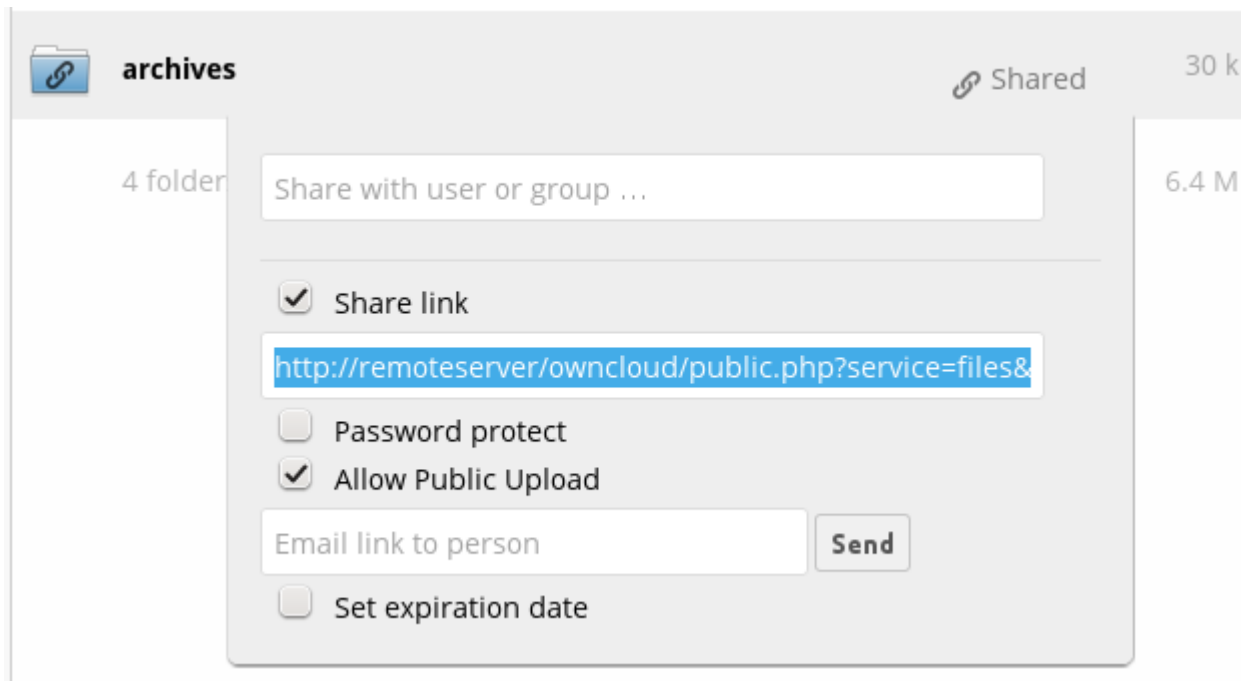 archives
Shared
30 k
4 folder
6.4 M
Share with user or group ...
Share link
http://remoteserver/owncloud/public.php?service=files&
Password protect
Allow Public Upload
Email link to person
Send
Set expiration date